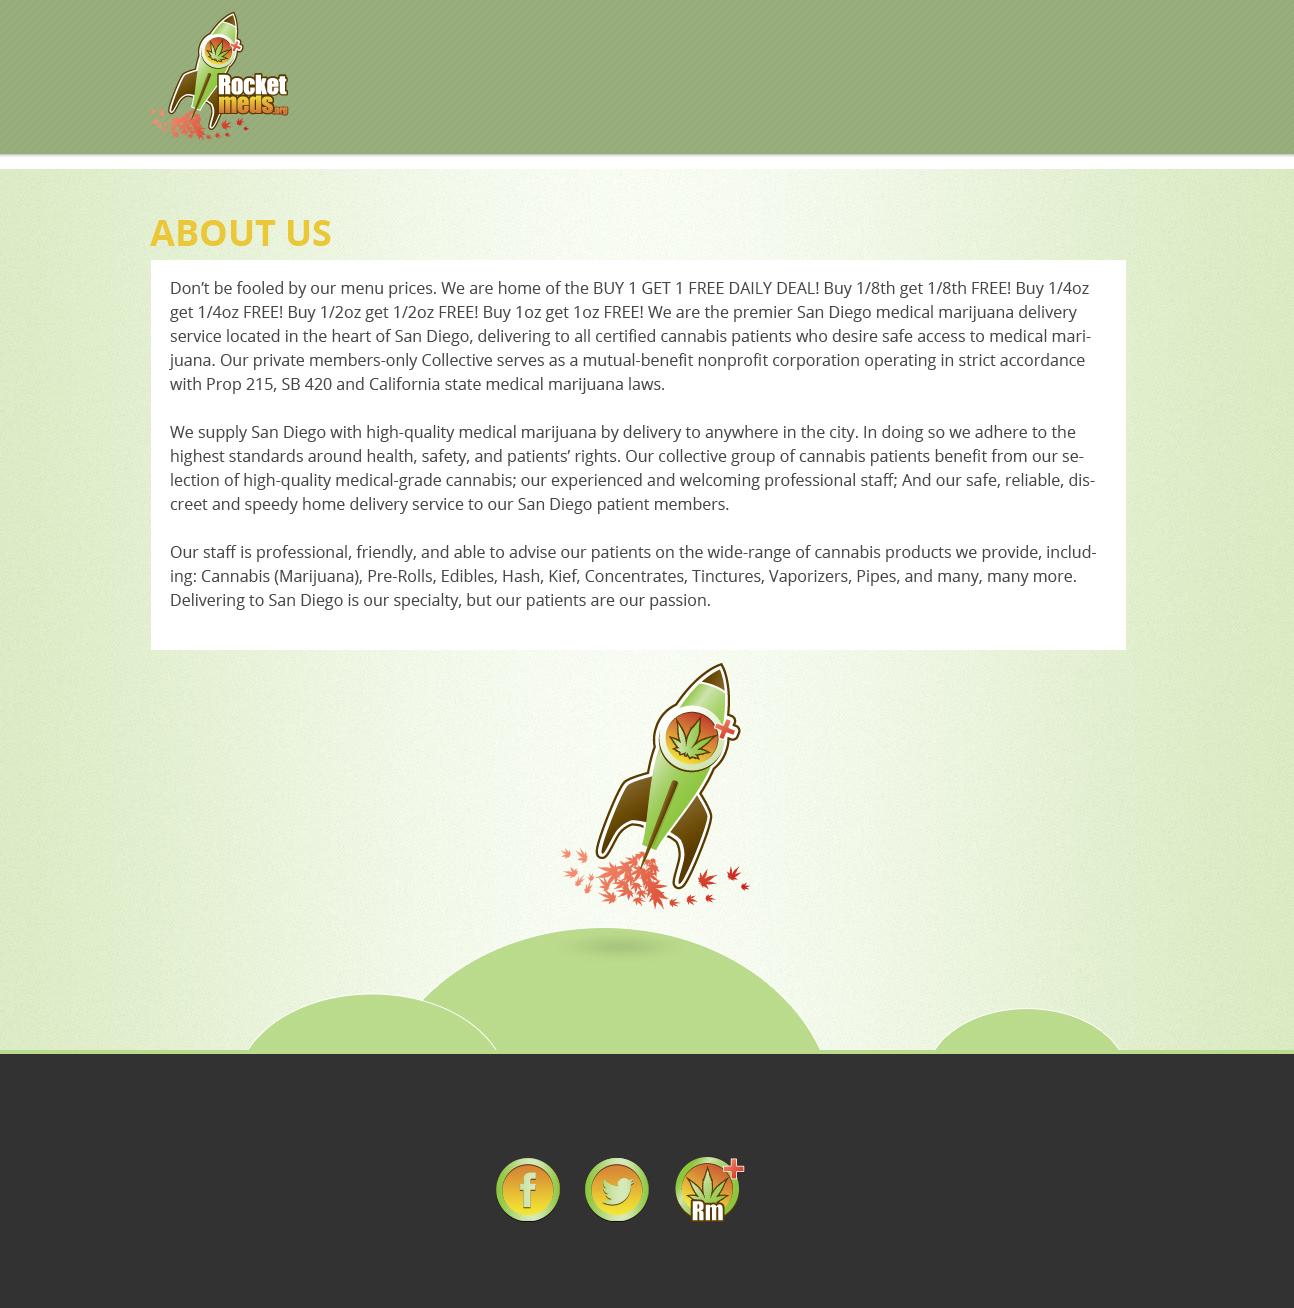 Rocket
meds.org
ABOUT US
Don’t be fooled by our menu prices. We are home of the BUY 1 GET 1 FREE DAILY DEAL! Buy 1/8th get 1/8th FREE! Buy 1/4oz
get 1/4oz FREE! Buy 1/2oz get 1/2oz FREE! Buy 1oz get 1oz FREE! We are the premier San Diego medical marijuana delivery
service located in the heart of San Diego, delivering to all certified cannabis patients who desire safe access to medical mari-
juana. Our private members-only Collective serves as a mutual-benefit nonprofit corporation operating in strict accordance
with Prop 215, SB 420 and California state medical marijuana laws.
We supply San Diego with high-quality medical marijuana by delivery to anywhere in the city. In doing so we adhere to the
highest standards around health, safety, and patients’ rights. Our collective group of cannabis patients benefit from our se-
lection of high-quality medical-grade cannabis; our experienced and welcoming professional staff; And our safe, reliable, dis-
creet and speedy home delivery service to our San Diego patient members.
Our staff is professional, friendly, and able to advise our patients on the wide-range of cannabis products we provide, includ-
ing: Cannabis (Marijuana), Pre-Rolls, Edibles, Hash, Kief, Concentrates, Tinctures, Vaporizers, Pipes, and many, many more.
Delivering to San Diego is our specialty, but our patients are our passion.
f
Rm